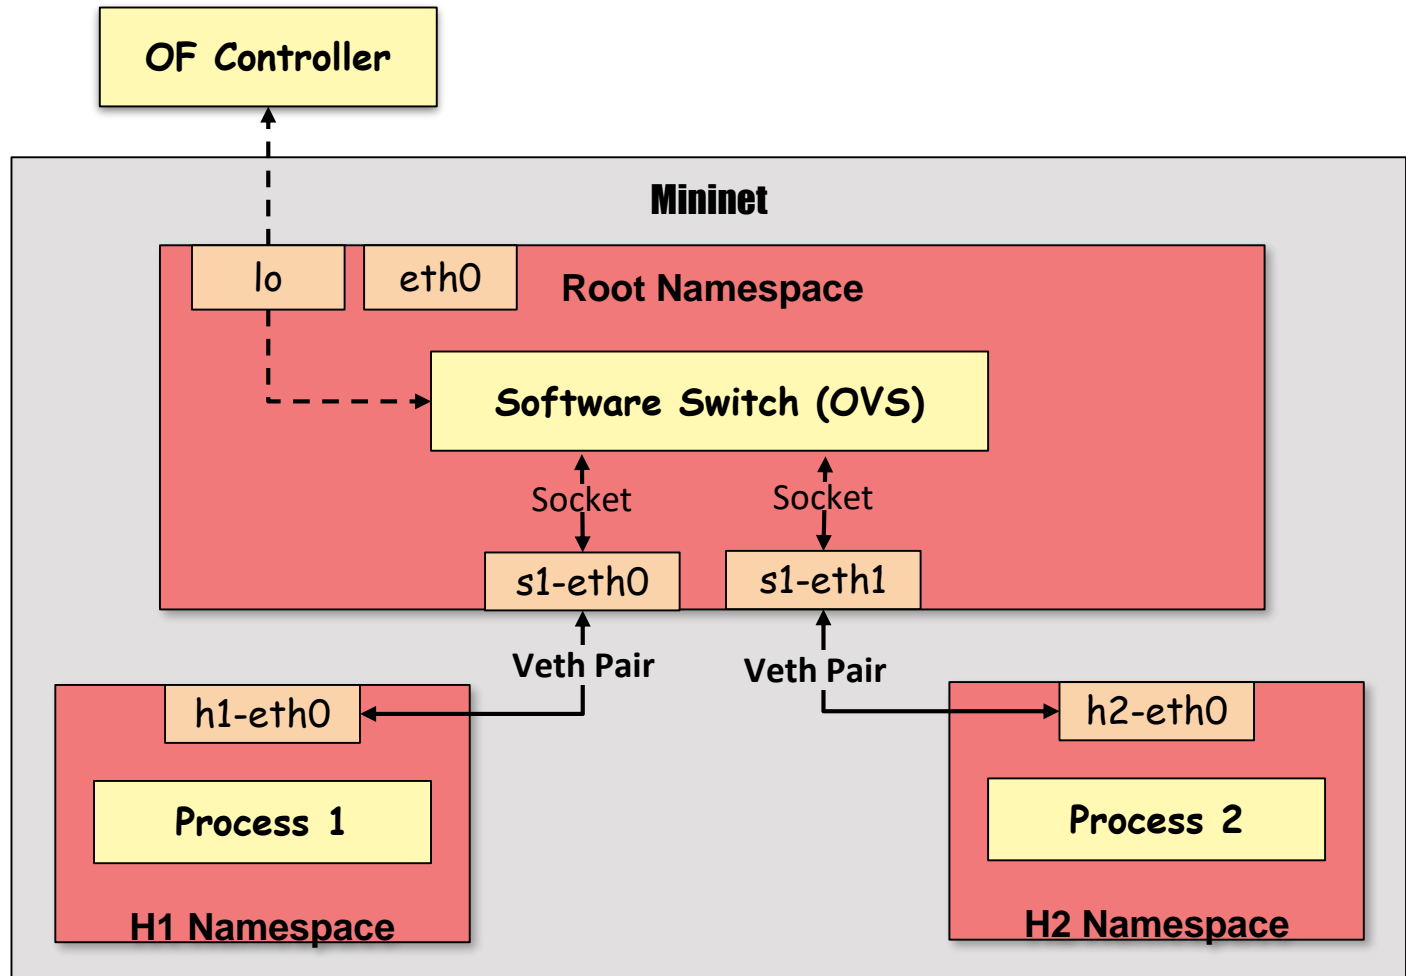 OF Controller
Mininet
lo
eth0
Root Namespace
Software Switch (OVS)
Socket
Socket
s1-eth0
s1-eth1
Veth Pair
Veth Pair
h1-eth0
h2-eth0
Process 1
Process 2
H1 Namespace
H2 Namespace